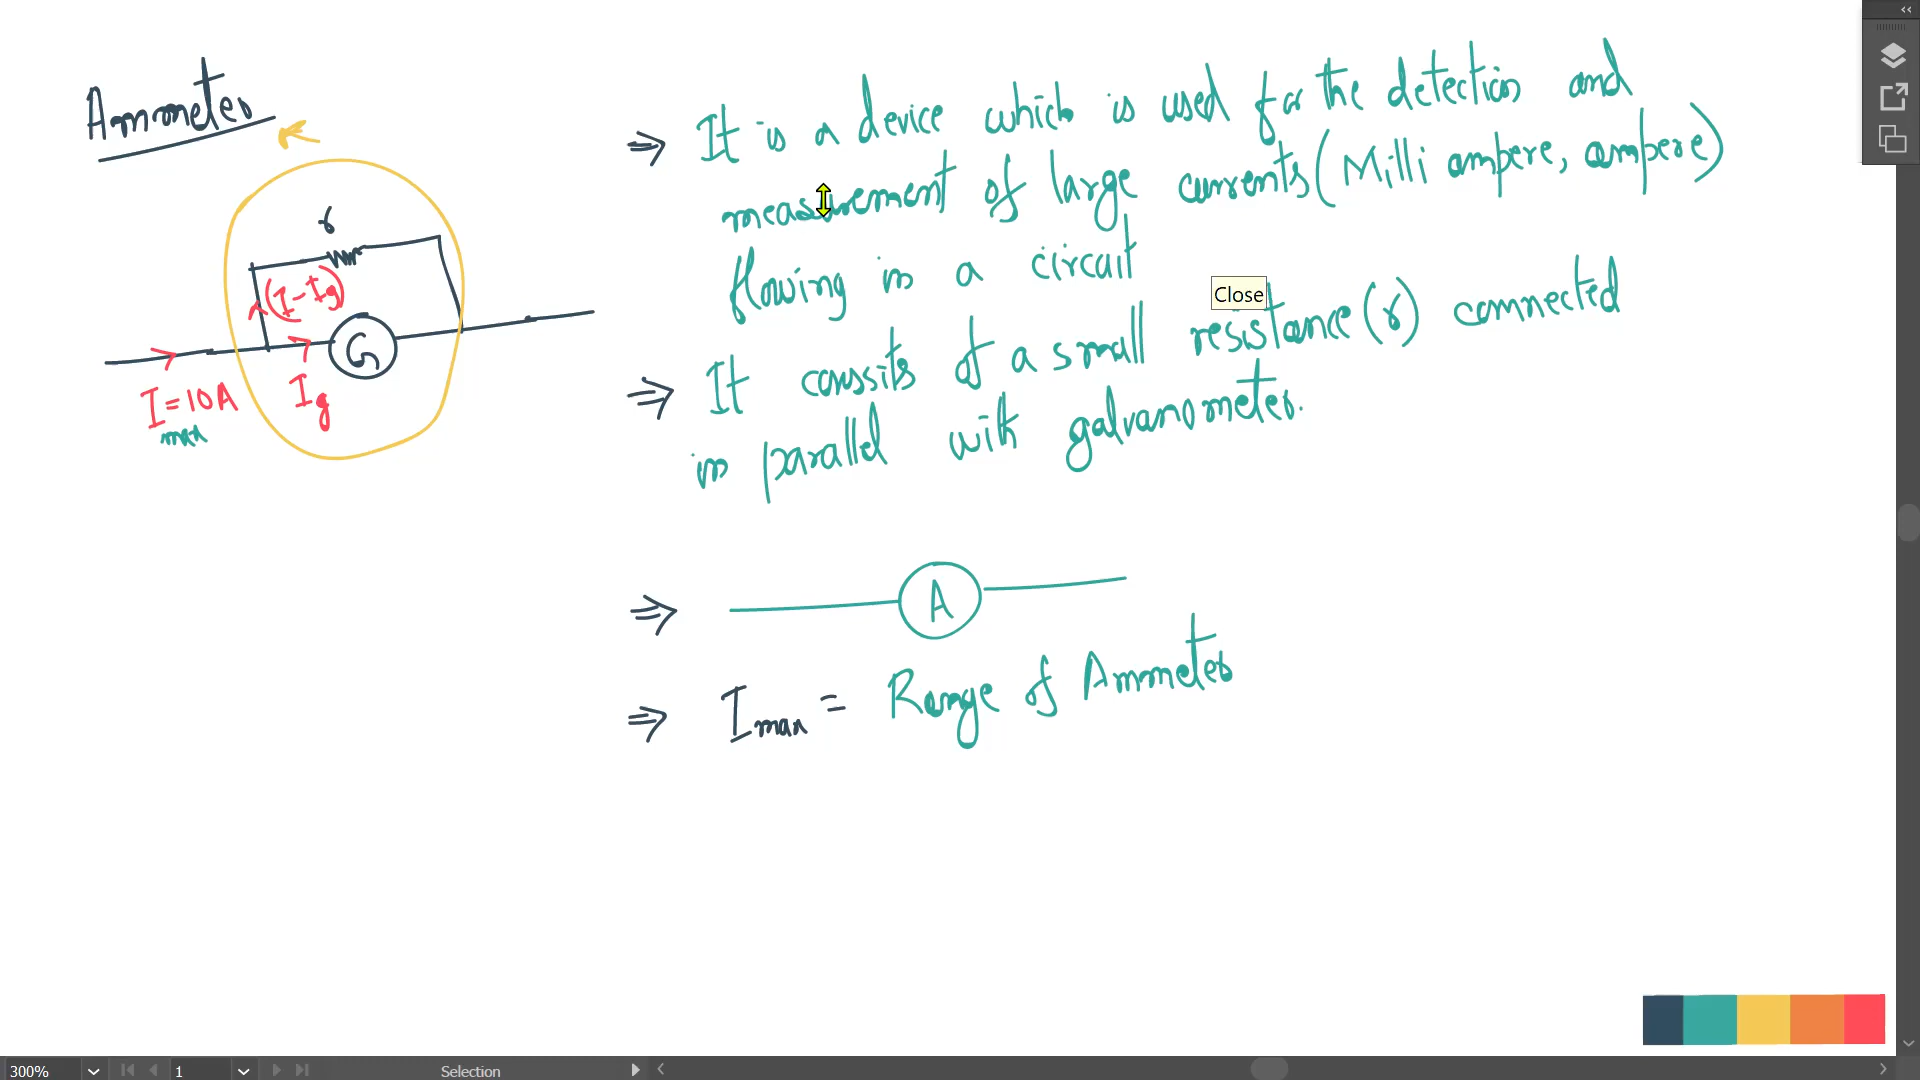 Ammeter
⇒ It is a device which is used for the detection and
measurement of large currents (Milli ampere, ampere)
flowing in a circuit
r
(I-Ig)
G
I=10A
max
Ig
Close
⇒ It consits of a small resistance (r) connected
in parallel with galvanometer.
⇒ A
⇒ Imax = Range of Ammeter
300%
1
Selection